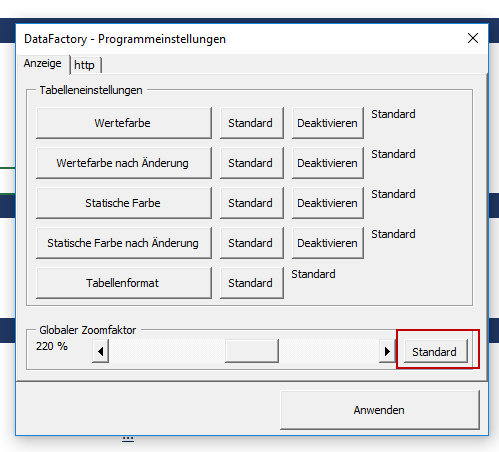 DataFactory - Programmeinstellungen
Anzeige http
Tabelleneinstellungen
Wertefarbe Standard Deaktivieren Standard
Wertefarbe nach Änderung Standard Deaktivieren Standard
Statische Farbe Standard Deaktivieren Standard
Statische Farbe nach Änderung Standard Deaktivieren Standard
Tabellenformat Standard Standard
Globaler Zoomfaktor
220 % Standard
Anwenden
...